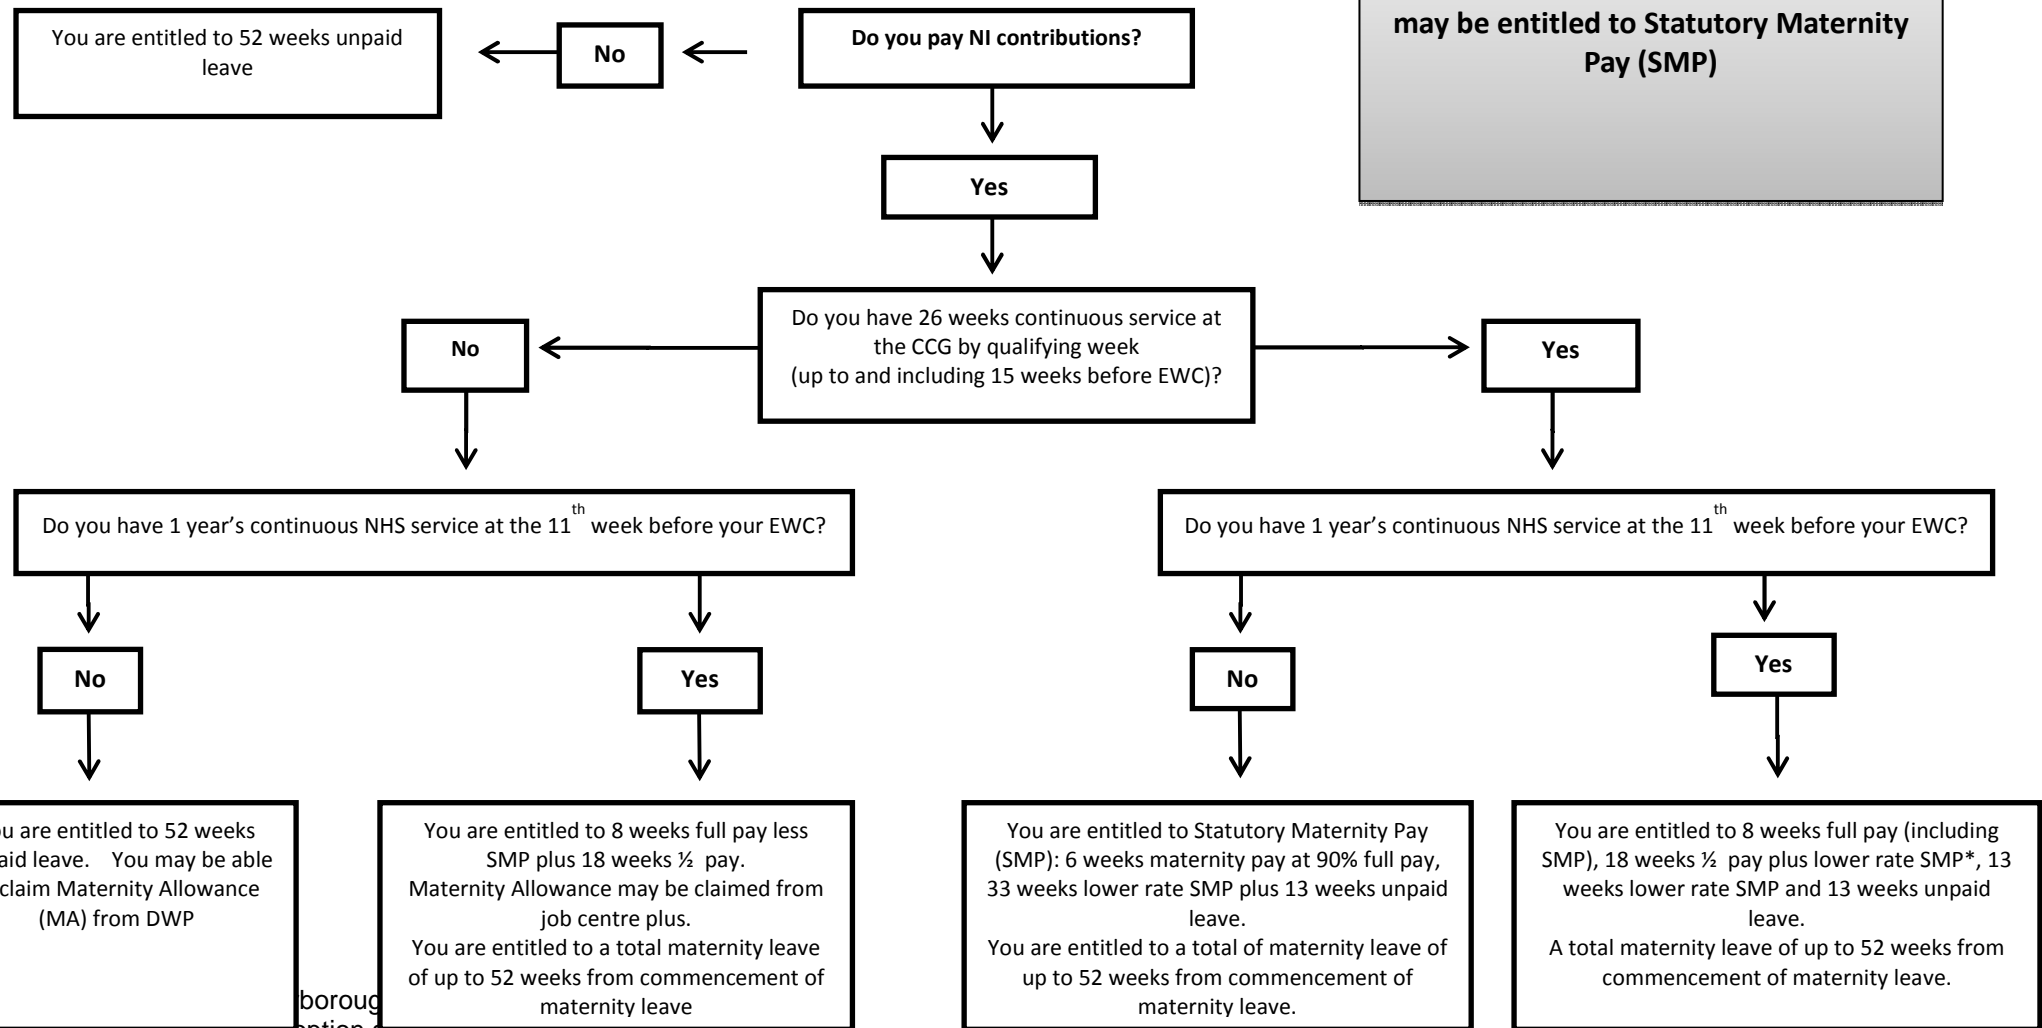 may be entitled to Statutory Maternity
Pay (SMP)
You are entitled to 52 weeks unpaid
leave
No
Do you pay NI contributions?
Yes
Do you have 26 weeks continuous service at
the CCG by qualifying week
(up to and including 15 weeks before EWC)?
No
Yes
Do you have 1 year's continuous NHS service at the 11th week before your EWC?
Do you have 1 year's continuous NHS service at the 11th week before your EWC?
No
Yes
No
Yes
are entitled to 52 weeks
leave. You may be able
claim Maternity Allowance
(MA) from DWP
You are entitled to 8 weeks full pay less
SMP plus 18 weeks ½ pay.
Maternity Allowance may be claimed from
job centre plus.
You are entitled to a total maternity leave
of up to 52 weeks from commencement of
maternity leave
You are entitled to Statutory Maternity Pay
(SMP): 6 weeks maternity pay at 90% full pay,
33 weeks lower rate SMP plus 13 weeks unpaid
leave.
You are entitled to a total of maternity leave of
up to 52 weeks from commencement of
maternity leave.
You are entitled to 8 weeks full pay (including
SMP), 18 weeks ½ pay plus lower rate SMP*, 13
weeks lower rate SMP and 13 weeks unpaid
leave.
A total maternity leave of up to 52 weeks from
commencement of maternity leave.